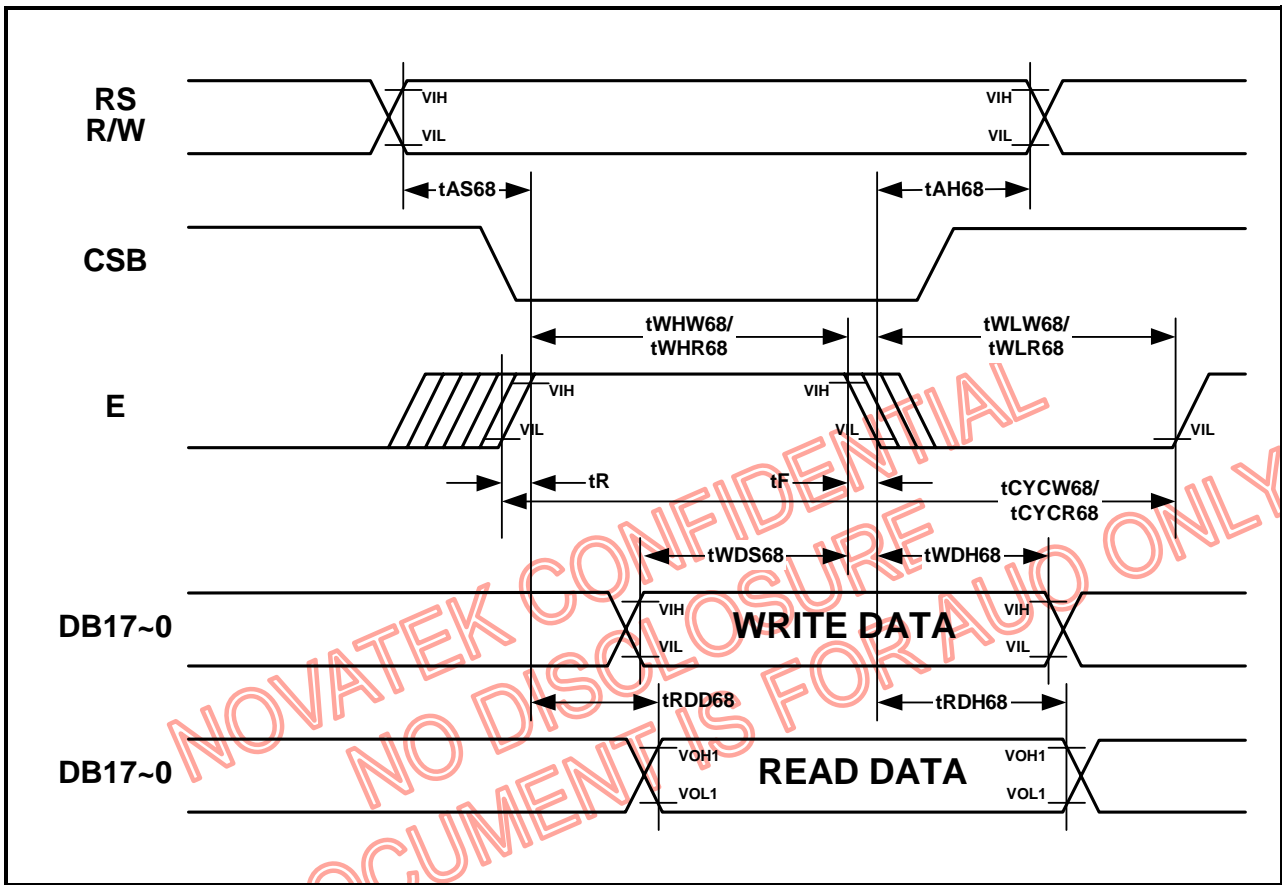 RS
R/W
VIH
VIH
VIL
VIL
tAS68
tAH68
CSB
tWHW68/
tWHR68
tWLW68/
tWLR68
E
VIH
VIH
VIL
VIL
VIL
tR
tF
tCYCW68/
tCYCR68
tWDS68
tWDH68
DB17~0
VIH
VIH
WRITE DATA
VIL
VIL
tRDD68
tRDH68
DB17~0
VOH1
VOH1
READ DATA
VOL1
VOL1
NOVATEK CONFIDENTIAL
NO DISCLOSURE
OCUMENT IS FOR AUO ONLY